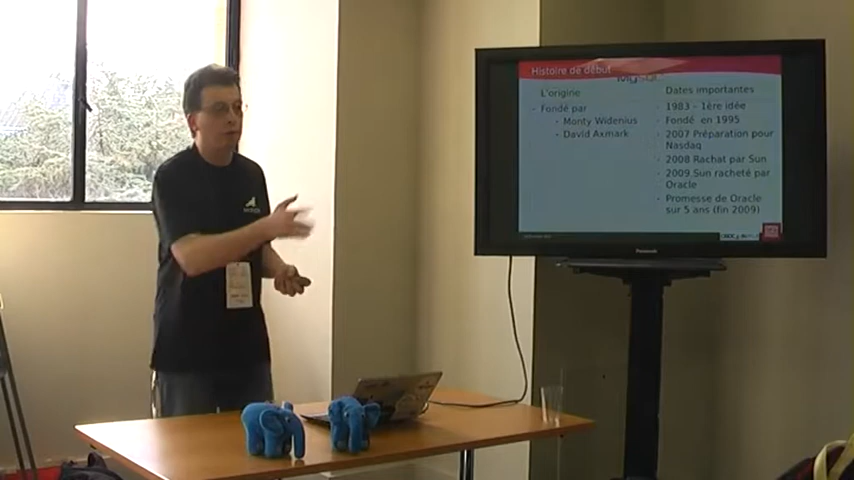 Histoire de début
MySQL
L'origine
- Fondé par
- Monty Widenius
- David Axmark
Dates importantes
- 1983 – 1ère idée
- Fondé en 1995
- 2007 Préparation pour
Nasdaq
- 2008 Rachat par Sun
- 2009 Sun racheté par
Oracle
- Promesse de Oracle
sur 5 ans (fin 2009)
Panasonic